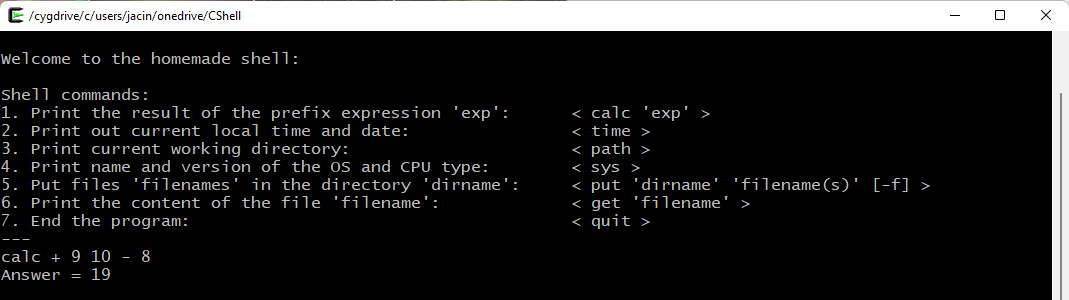 /cygdrive/c/users/jacin/onedrive/CShell
Welcome to the homemade shell:
Shell commands:
1. Print the result of the prefix expression 'exp': < calc 'exp' >
2. Print out current local time and date: < time >
3. Print current working directory: < path >
4. Print name and version of the OS and CPU type: < sys >
5. Put files 'filenames' in the directory 'dirname': < put 'dirname' 'filename(s)' [-f] >
6. Print the content of the file 'filename': < get 'filename' >
7. End the program: < quit >
---
calc + 9 10 - 8
Answer = 19